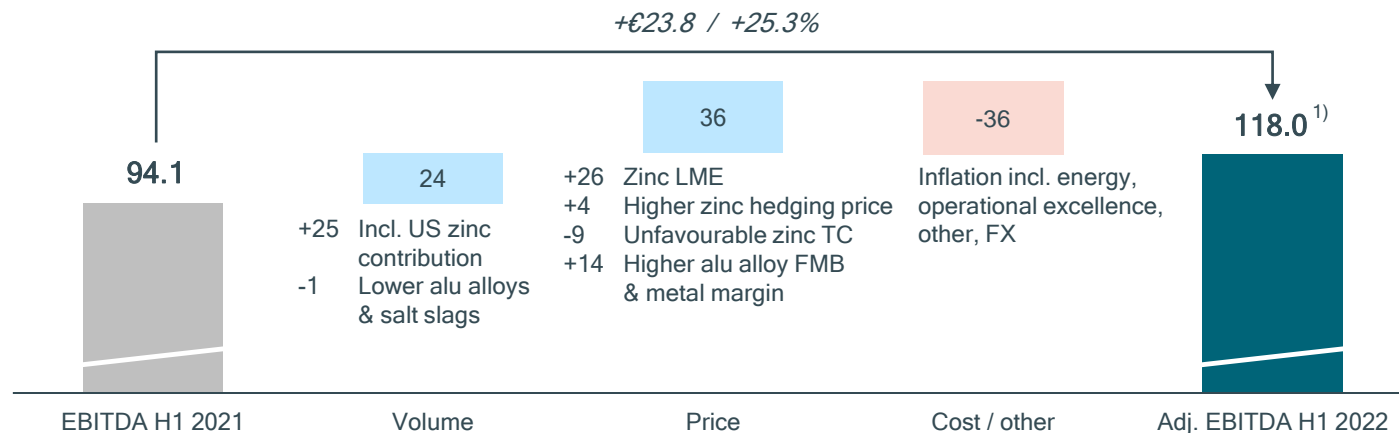 +€23.8 / +25.3%
94.1
24
+25 Incl. US zinc
contribution
-1 Lower alu alloys
& salt slags
36
+26 Zinc LME
+4 Higher zinc hedging price
-9 Unfavourable zinc TC
+14 Higher alu alloy FMB
& metal margin
-36
Inflation incl. energy,
operational excellence,
other, FX
118.0 1)
EBITDA H1 2021
Volume
Price
Cost / other
Adj. EBITDA H1 2022